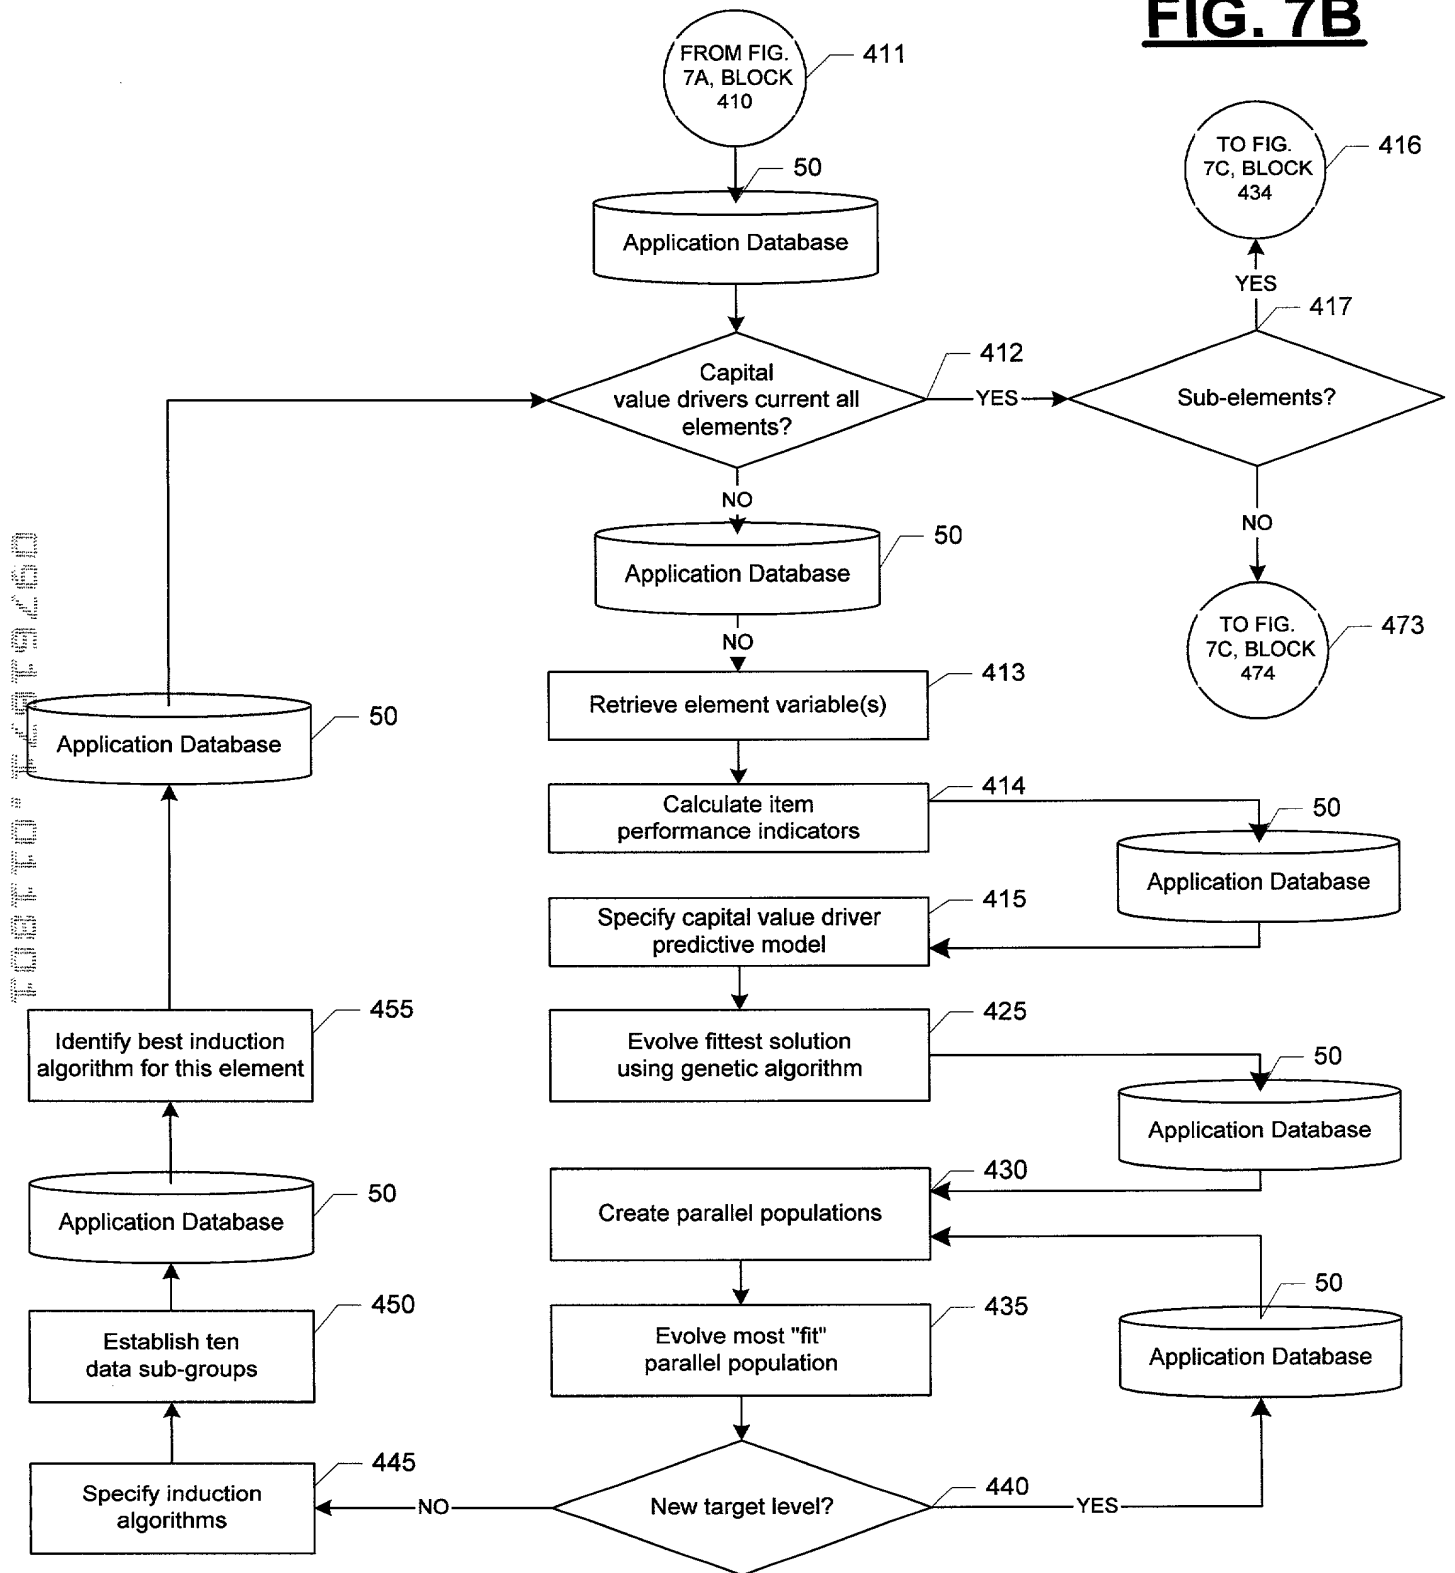 FIG. 7B
FROM FIG.
7A, BLOCK
410
411
50
Application Database
TO FIG.
7C, BLOCK
434
416
YES
417
Capital
value drivers current all
elements?
412
YES
Sub-elements?
NO
NO
50
Application Database
NO
TO FIG.
7C, BLOCK
474
473
Retrieve element variable(s)
413
50
Application Database
Calculate item
performance indicators
414
50
Application Database
Specify capital value driver
predictive model
415
Identify best induction
algorithm for this element
455
Evolve fittest solution
using genetic algorithm
425
50
Application Database
50
Application Database
Create parallel populations
430
Establish ten
data sub-groups
450
Evolve most "fit"
parallel population
435
50
Application Database
Specify induction
algorithms
445
NO
New target level?
440
YES